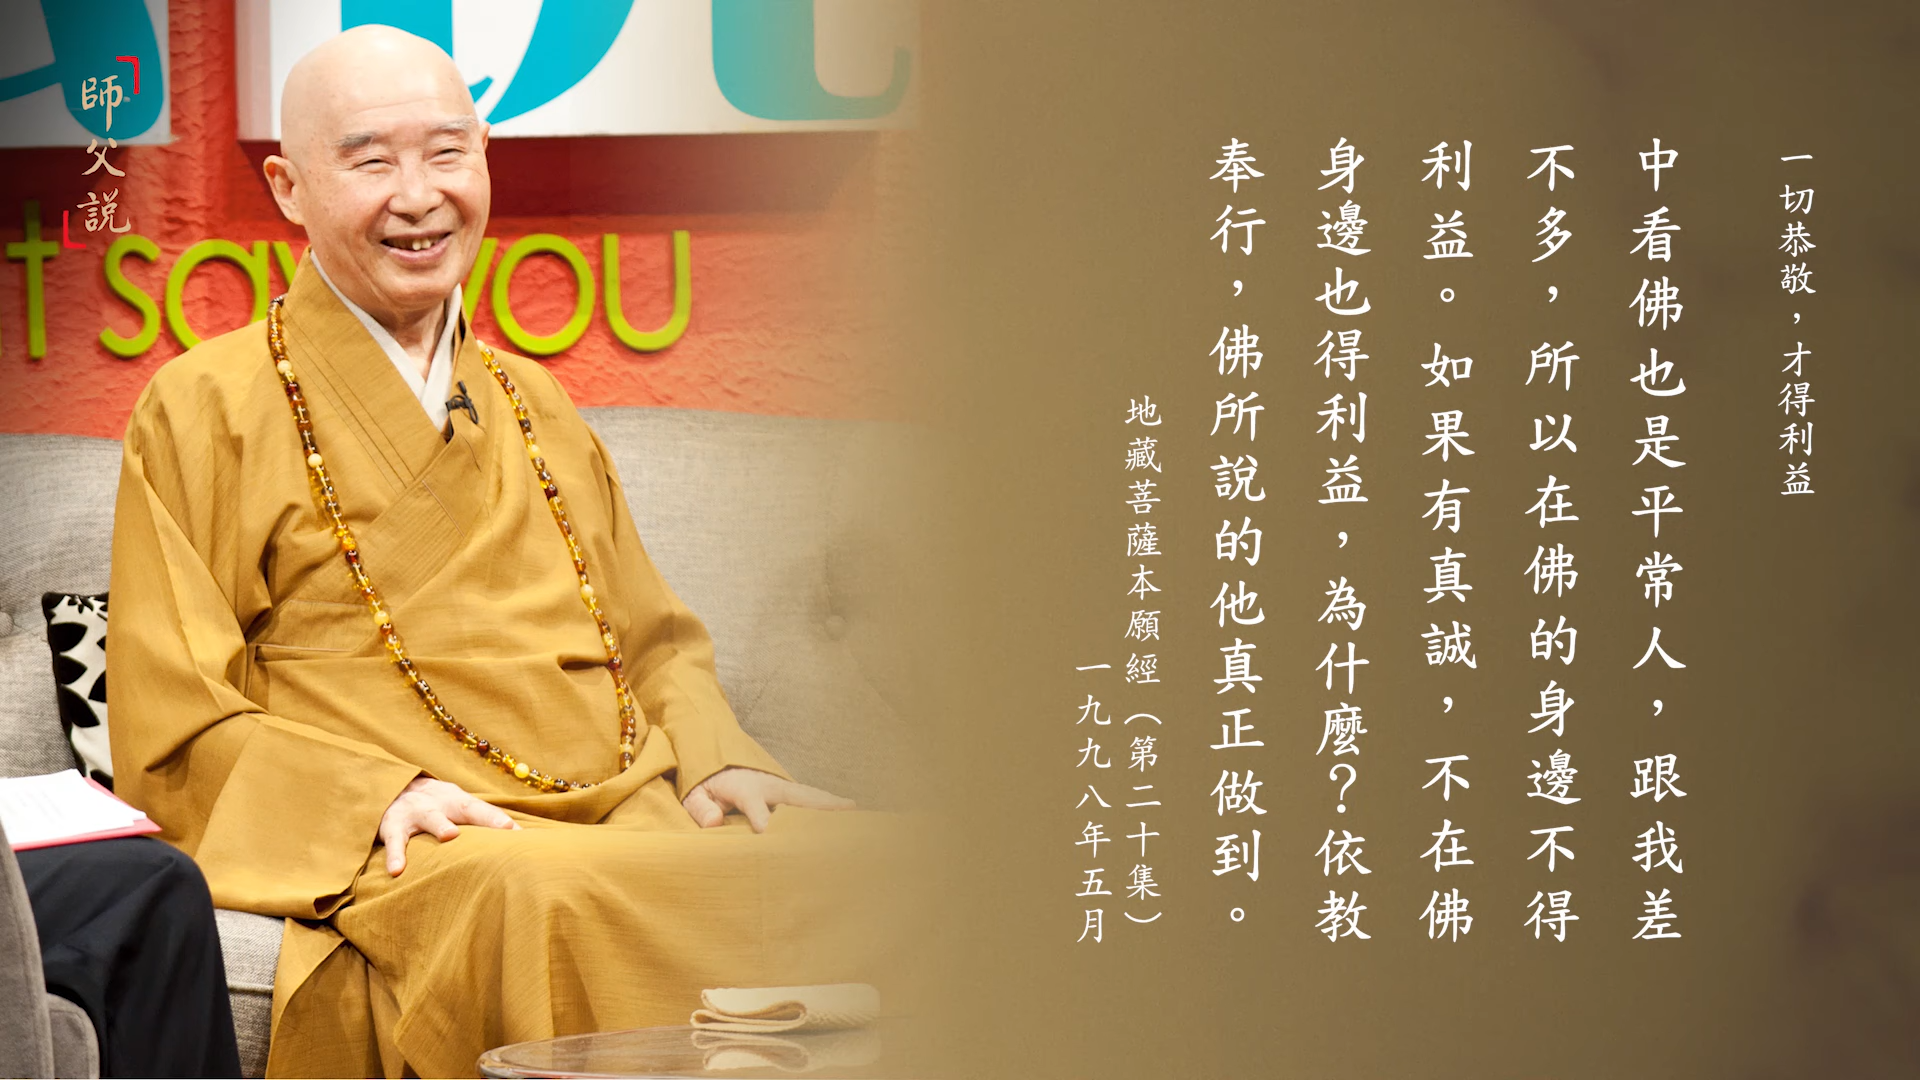 師父説
一切恭敬，才得利益
中看佛也是平常人，跟我差
不多，所以在佛的身邊不得
利益。如果有真誠，不在佛
身邊也得利益，為什麼？依教
奉行，佛所說的他真正做到。
地藏菩薩本願經（第二十集）
一九九八年五月
t say you